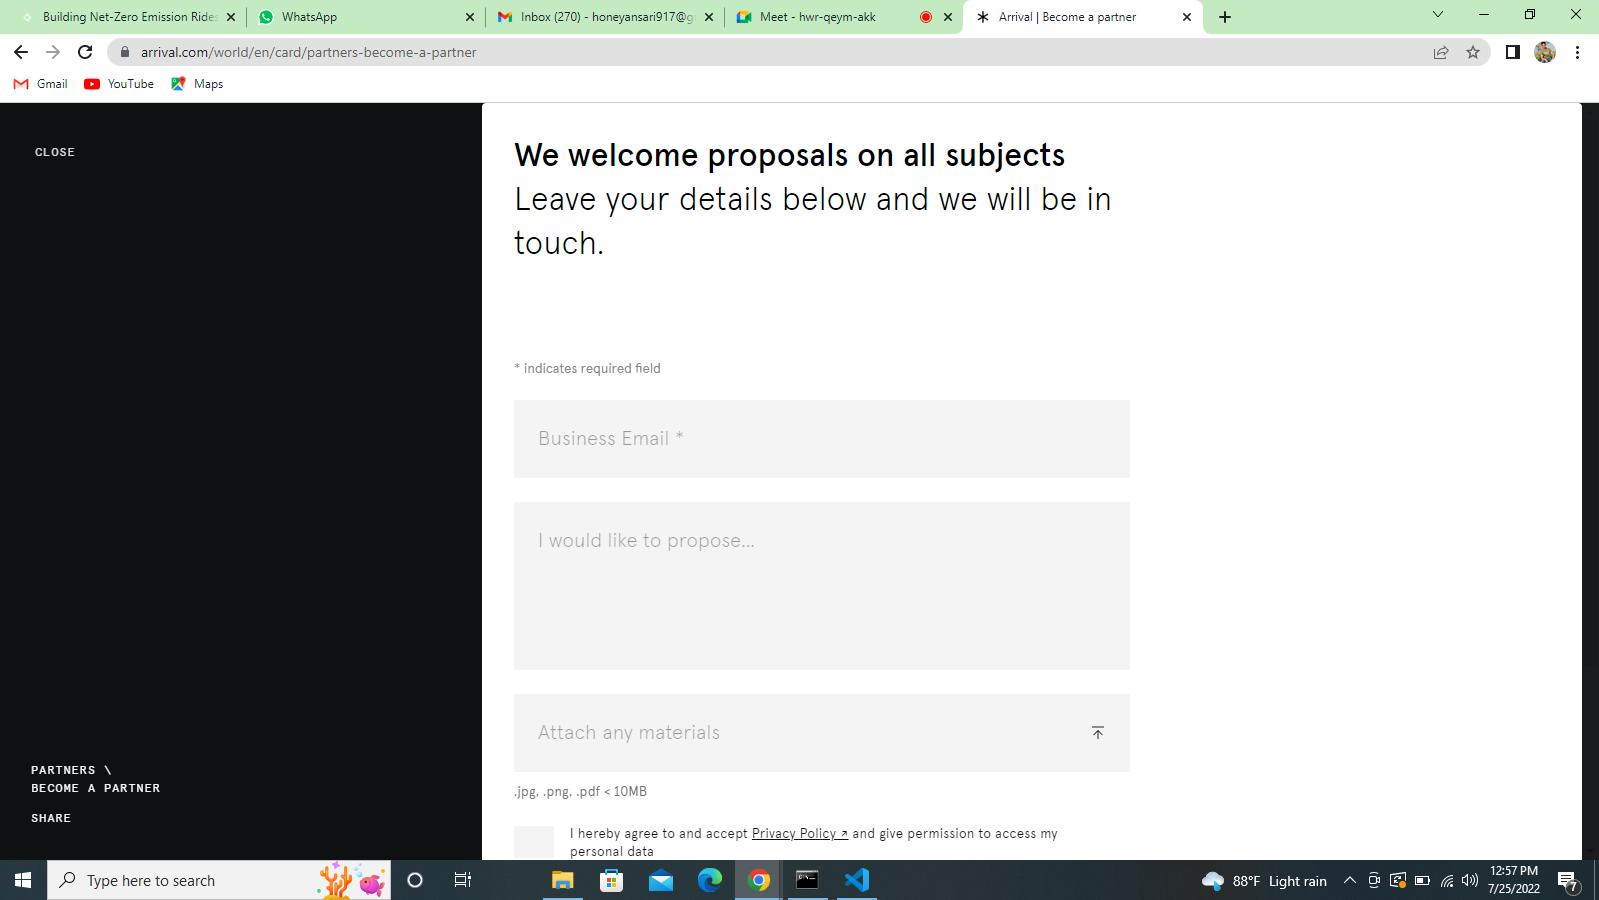 Building Net-Zero Emission Rides
WhatsApp
Inbox (270) - honeyansari917@g
Meet - hwr-qeym-akk
Arrival | Become a partner
arrival.com/world/en/card/partners-become-a-partner
Gmail
YouTube
Maps
CLOSE
We welcome proposals on all subjects
Leave your details below and we will be in
touch.
* indicates required field
Business Email *
I would like to propose...
Attach any materials
.jpg, .png, .pdf < 10MB
I hereby agree to and accept Privacy Policy ↗ and give permission to access my
personal data
PARTNERS \
BECOME A PARTNER
SHARE
Type here to search
88°F Light rain
12:57 PM
7/25/2022
7